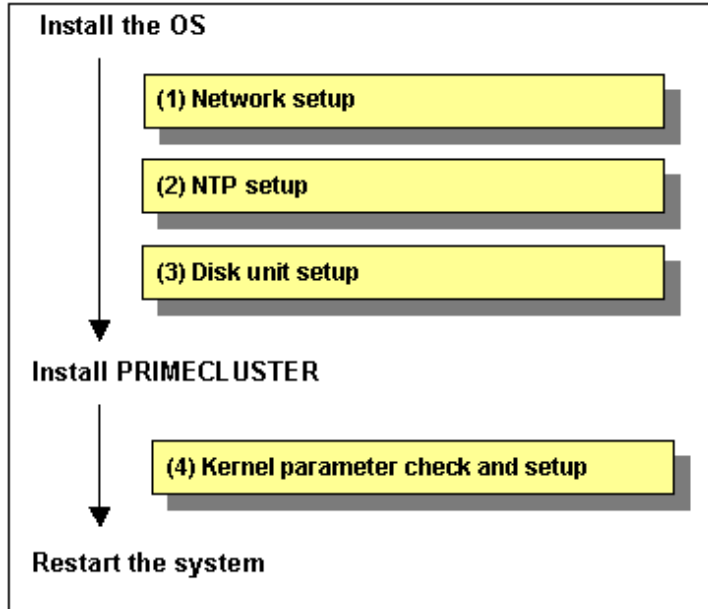 Install the OS
(1) Network setup
(2) NTP setup
(3) Disk unit setup
Install PRIMECLUSTER
(4) Kernel parameter check and setup
Restart the system